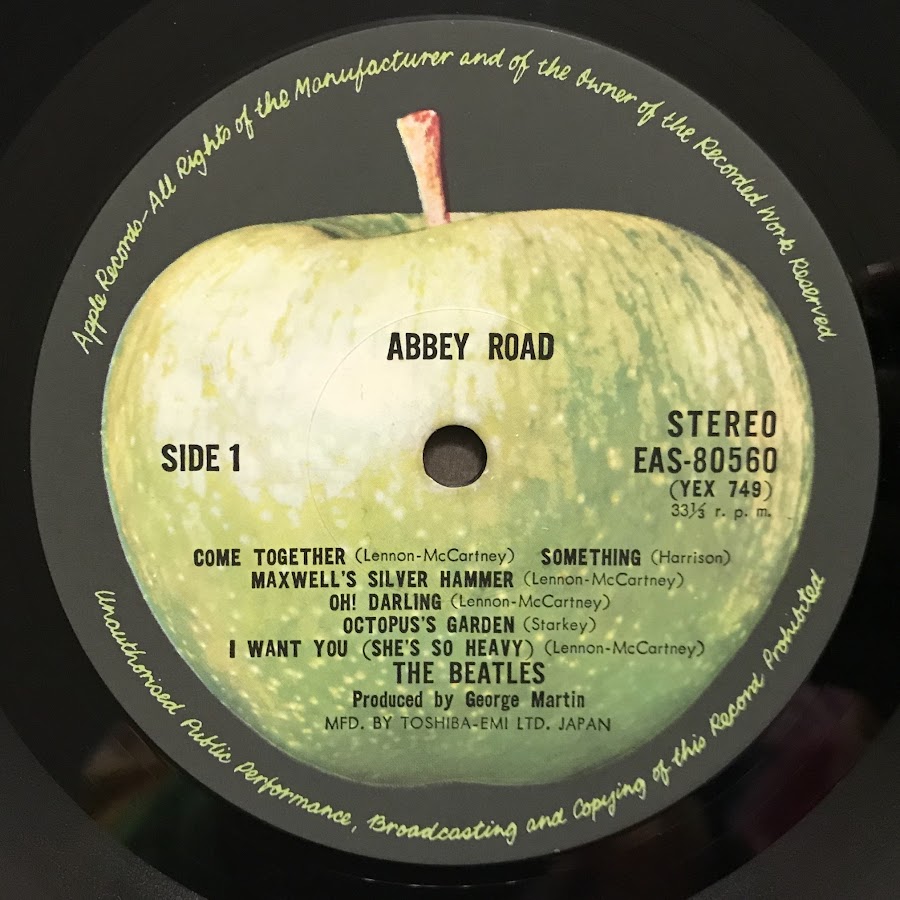 Apple Records-All Rights of the Manufacturer and of the Owner of the Recorded Work Reserved
ABBEY ROAD
SIDE 1
STEREO
EAS-80560
(YEX 749)
33⅓ r. p. m.
COME TOGETHER (Lennon-McCartney) SOMETHING (Harrison)
MAXWELL'S SILVER HAMMER (Lennon-McCartney)
OH! DARLING (Lennon-McCartney)
OCTOPUS'S GARDEN (Starkey)
I WANT YOU (SHE'S SO HEAVY) (Lennon-McCartney)
THE BEATLES
Produced by George Martin
MFD. BY TOSHIBA-EMI LTD. JAPAN
Unauthorised Public Performance, Broadcasting and Copying of this Record Prohibited